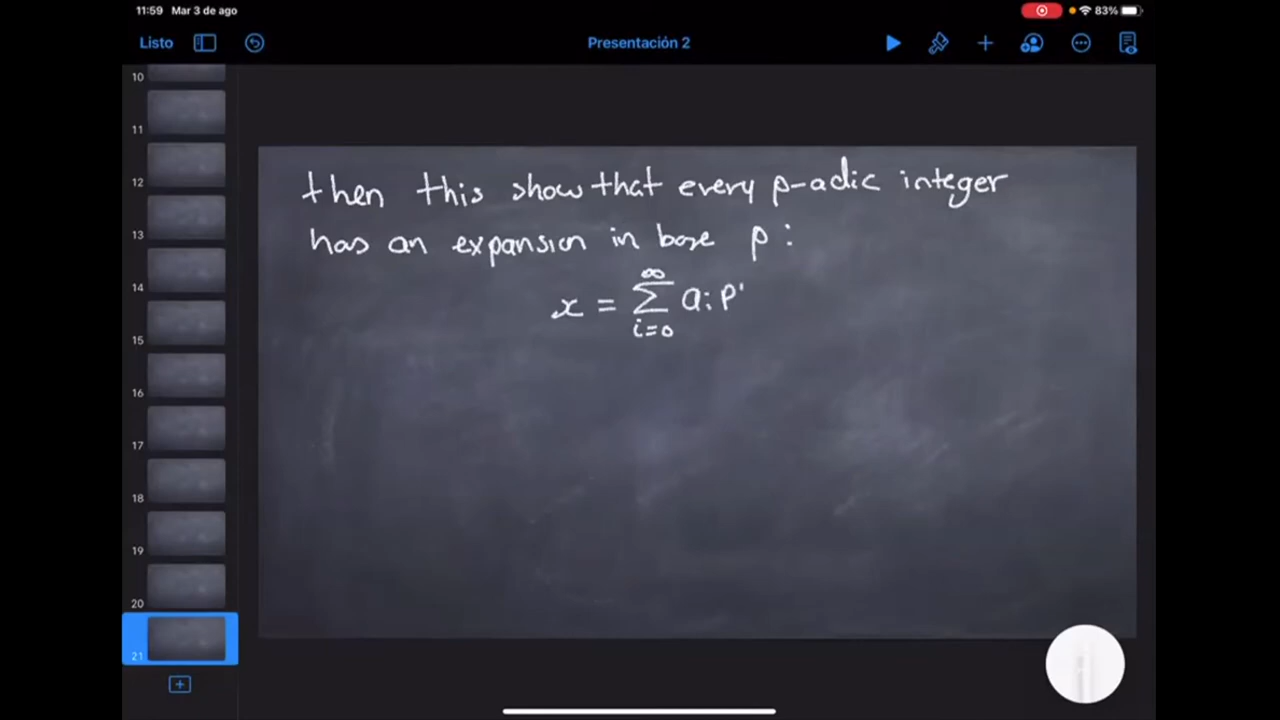 11:59 Mar 3 de ago
83%
Listo
Presentación 2
10
11
12
13
14
15
16
17
18
19
20
21
then this show that every p-adic integer
has an expansion in base p:
x = ∑_{i=0}^{∞} a_i p^i